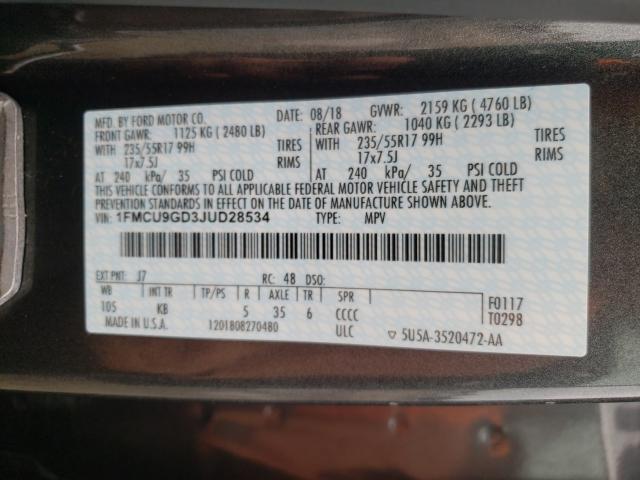 MFD. BY FORD MOTOR CO. DATE: 08/18 GVWR: 2159 KG ( 4760 LB)
FRONT GAWR: 1125 KG ( 2480 LB) REAR GAWR: 1040 KG ( 2293 LB)
WITH 235/55R17 99H TIRES WITH 235/55R17 99H TIRES
17x7.5J RIMS 17x7.5J RIMS
AT 240 kPa/ 35 PSI COLD AT 240 kPa/ 35 PSI COLD
THIS VEHICLE CONFORMS TO ALL APPLICABLE FEDERAL MOTOR VEHICLE SAFETY AND THEFT
PREVENTION STANDARDS IN EFFECT ON THE DATE OF MANUFACTURE SHOWN ABOVE.
VIN: 1FMCU9GD3JUD28534 TYPE: MPV
EXT PNT: J7 RC: 48 DSO:
WB INT TR TP/PS R AXLE TR SPR F0117
105 KB 5 35 6 CCCC T0298
MADE IN U.S.A. 1201808270480 ULC ▽ 5U5A-3520472-AA